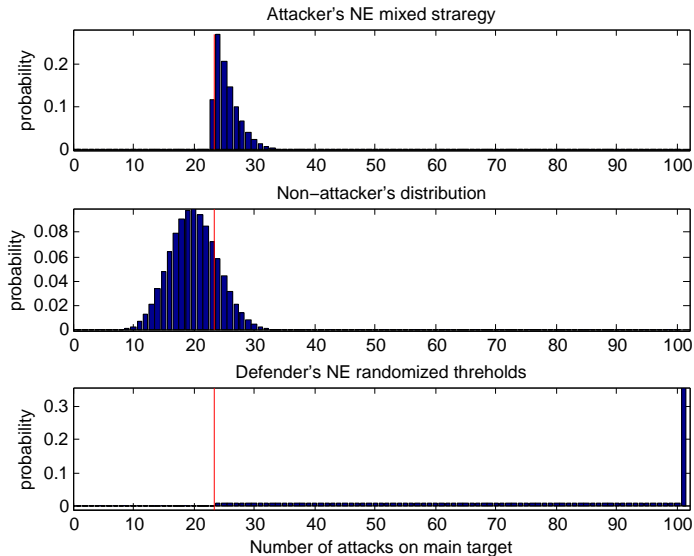 Attacker's NE mixed straregy
probability
0.2
0.1
0
0 10 20 30 40 50 60 70 80 90 100
Non−attacker's distribution
probability
0.08
0.06
0.04
0.02
0
0 10 20 30 40 50 60 70 80 90 100
Defender's NE randomized threholds
probability
0.3
0.2
0.1
0
0 10 20 30 40 50 60 70 80 90 100
Number of attacks on main target